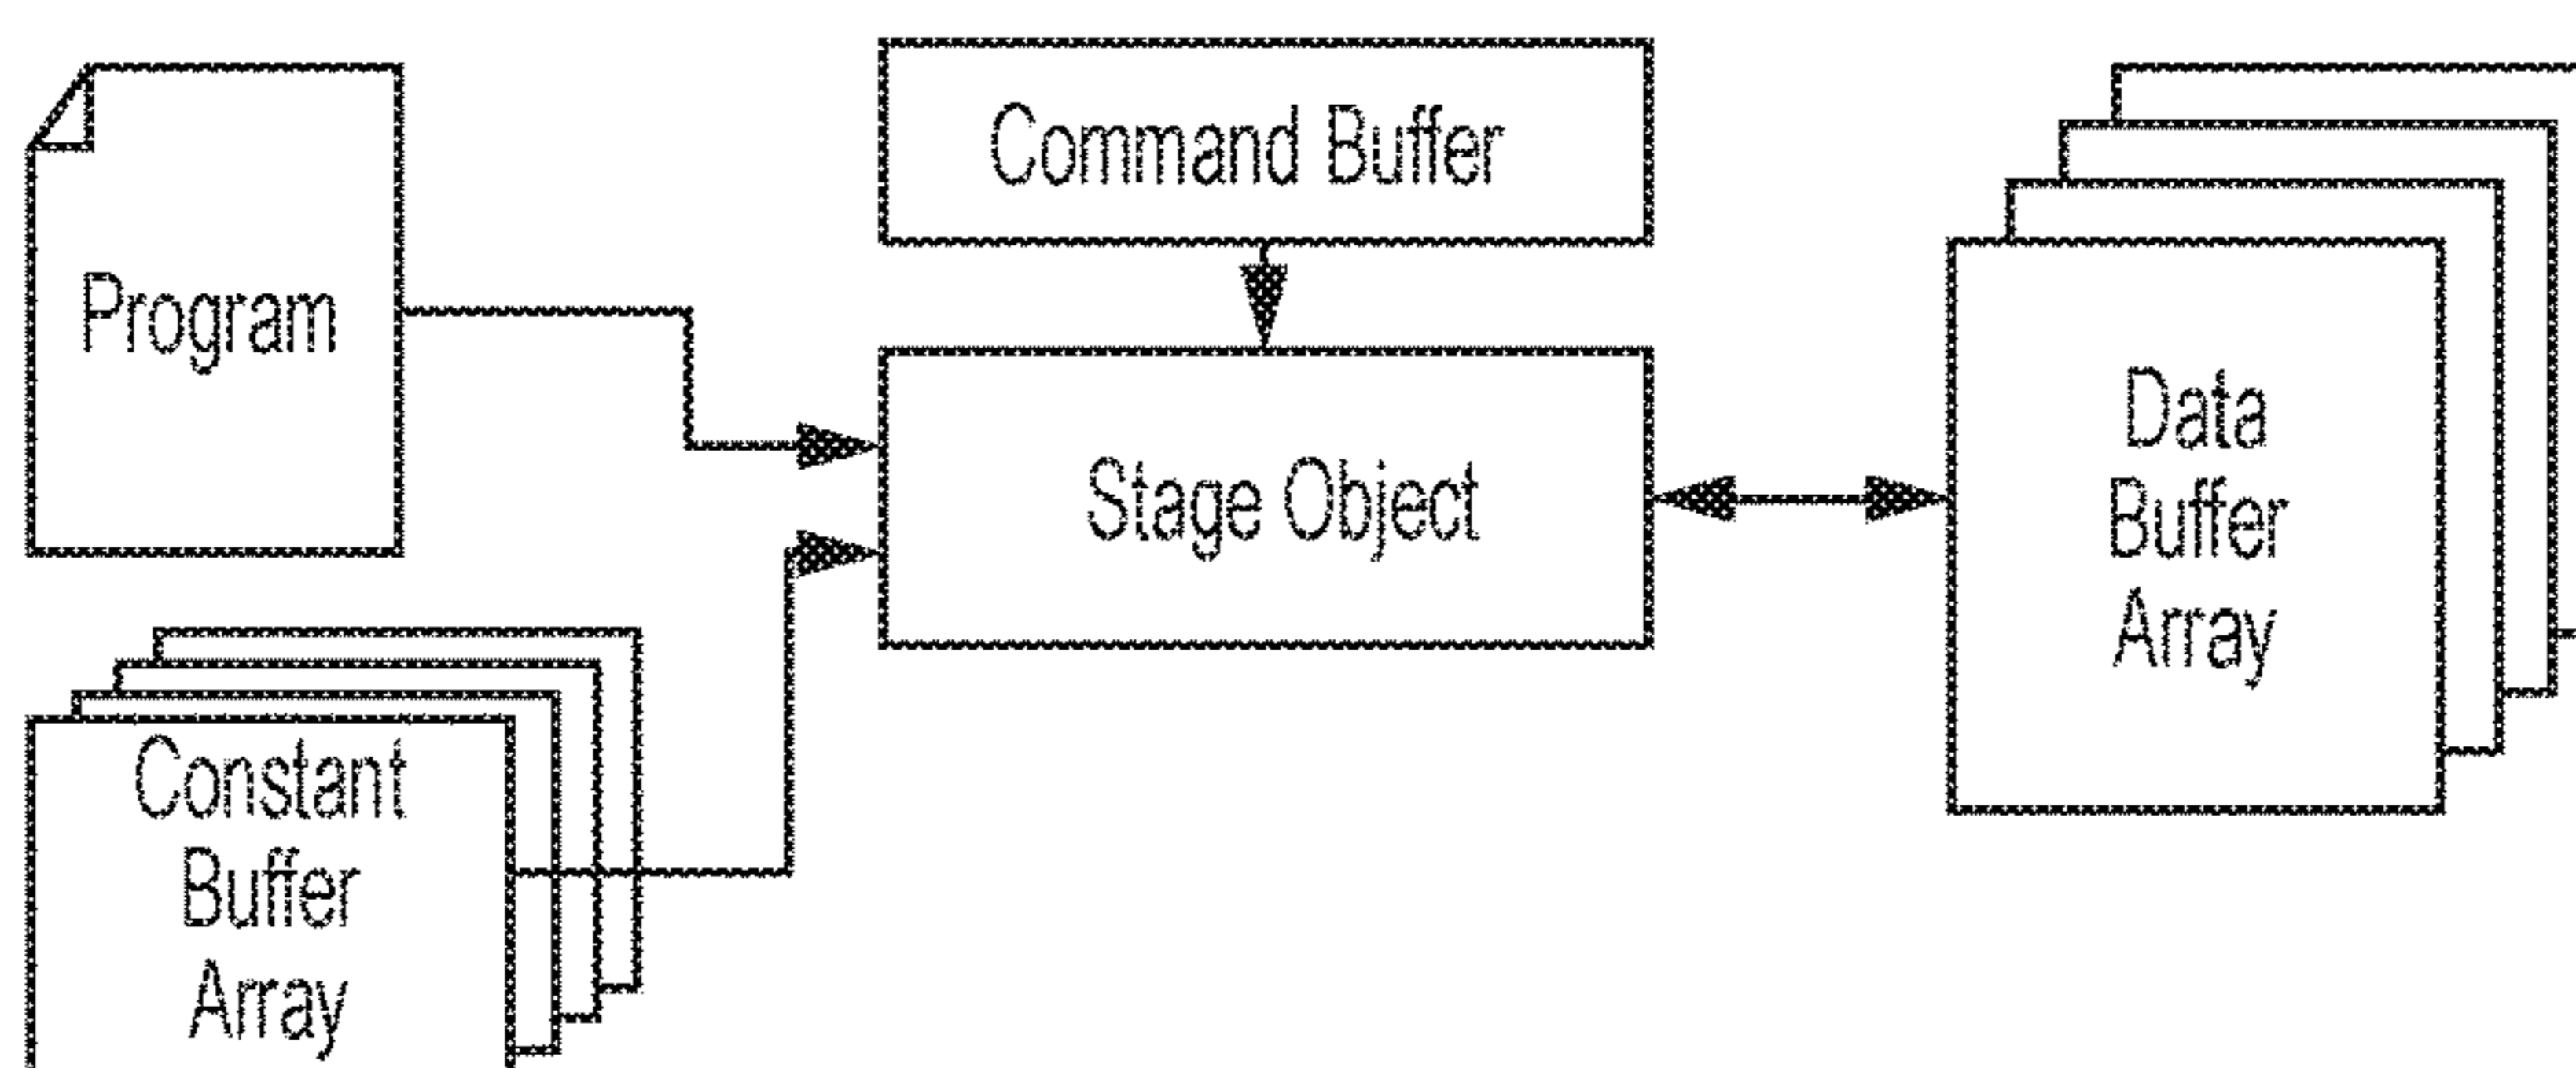 Command Buffer
Program
Stage Object
Data
Buffer
Array
Constant
Buffer
Array